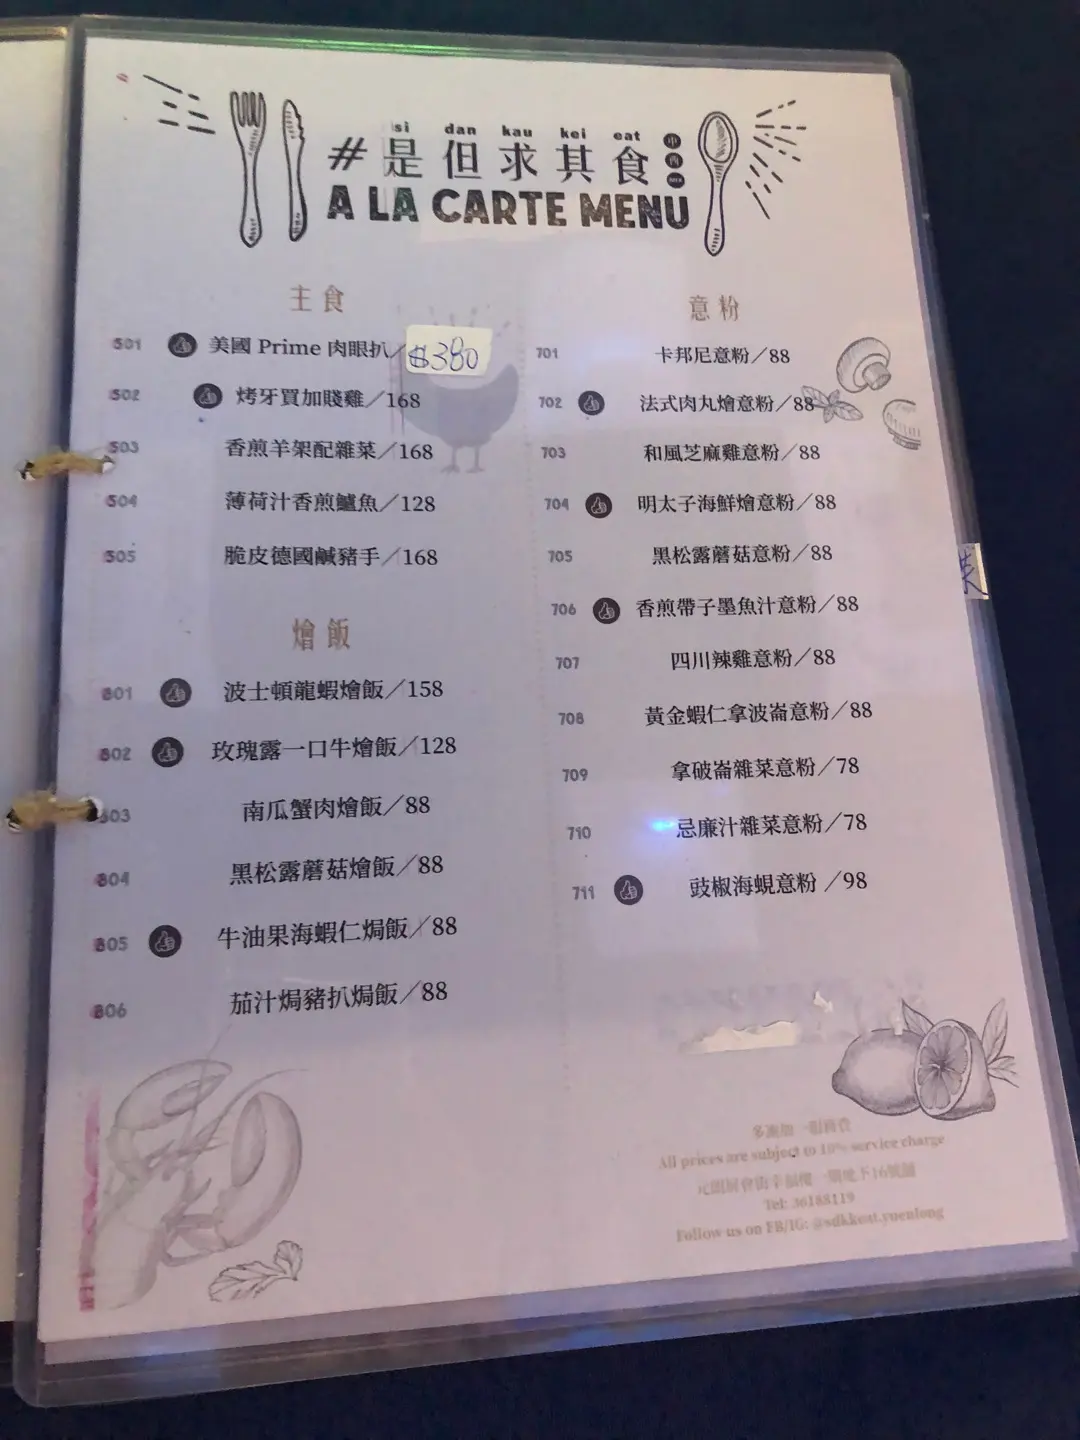 si dan kau kei eat
#是但求其食
A LA CARTE MENU
主食
501 美國 Prime 肉眼扒／$380
502 烤牙買加賤雞／168
503 香煎羊架配雜菜／168
504 薄荷汁香煎鱸魚／128
505 脆皮德國鹹豬手／168
燴飯
801 波士頓龍蝦燴飯／158
802 玫瑰露一口牛燴飯／128
803 南瓜蟹肉燴飯／88
804 黑松露蘑菇燴飯／88
805 牛油果海蝦仁焗飯／88
806 茄汁焗豬扒焗飯／88
意粉
701 卡邦尼意粉／88
702 法式肉丸燴意粉／88
703 和風芝麻雞意粉／88
704 明太子海鮮燴意粉／88
705 黑松露蘑菇意粉／88
706 香煎帶子墨魚汁意粉／88
707 四川辣雞意粉／88
708 黃金蝦仁拿波崙意粉／88
709 拿破崙雜菜意粉／78
710 忌廉汁雜菜意粉／78
711 豉椒海蜆意粉／98
All prices are subject to 10% service charge
Tel: 36188119
Follow us on FB/IG: @sdkkeat.yuenlong